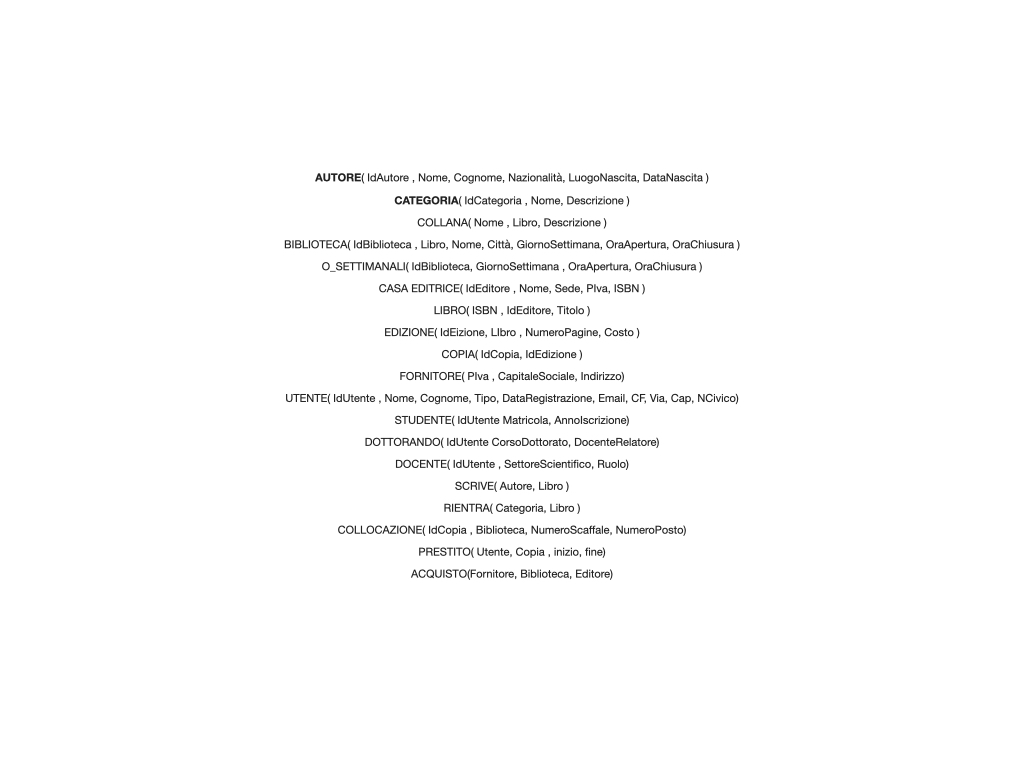 AUTORE( IdAutore , Nome, Cognome, Nazionalità, LuogoNascita, DataNascita )
CATEGORIA( IdCategoria , Nome, Descrizione )
COLLANA( Nome , Libro, Descrizione )
BIBLIOTECA( IdBiblioteca , Libro, Nome, Città, GiornoSettimana, OraApertura, OraChiusura )
O_SETTIMANALI( IdBiblioteca, GiornoSettimana , OraApertura, OraChiusura )
CASA EDITRICE( IdEditore , Nome, Sede, PIva, ISBN )
LIBRO( ISBN , IdEditore, Titolo )
EDIZIONE( IdEizione, LIbro , NumeroPagine, Costo )
COPIA( IdCopia, IdEdizione )
FORNITORE( PIva , CapitaleSociale, Indirizzo)
UTENTE( IdUtente , Nome, Cognome, Tipo, DataRegistrazione, Email, CF, Via, Cap, NCivico)
STUDENTE( IdUtente Matricola, AnnoIscrizione)
DOTTORANDO( IdUtente CorsoDottorato, DocenteRelatore)
DOCENTE( IdUtente , SettoreScientifico, Ruolo)
SCRIVE( Autore, Libro )
RIENTRA( Categoria, Libro )
COLLOCAZIONE( IdCopia , Biblioteca, NumeroScaffale, NumeroPosto)
PRESTITO( Utente, Copia , inizio, fine)
ACQUISTO(Fornitore, Biblioteca, Editore)